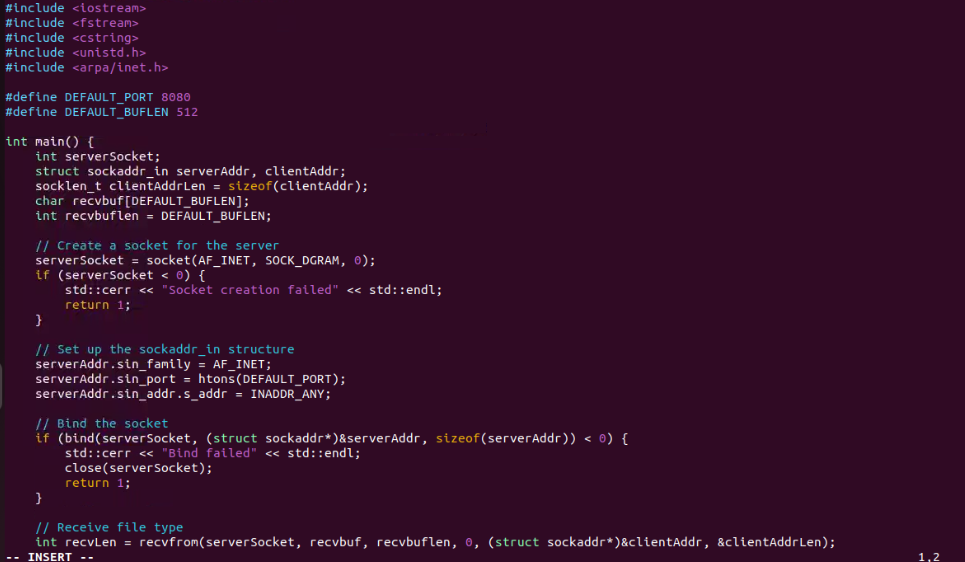 #include <iostream>
#include <fstream>
#include <cstring>
#include <unistd.h>
#include <arpa/inet.h>

#define DEFAULT_PORT 8080
#define DEFAULT_BUFLEN 512

int main() {
    int serverSocket;
    struct sockaddr_in serverAddr, clientAddr;
    socklen_t clientAddrLen = sizeof(clientAddr);
    char recvbuf[DEFAULT_BUFLEN];
    int recvbuflen = DEFAULT_BUFLEN;

    // Create a socket for the server
    serverSocket = socket(AF_INET, SOCK_DGRAM, 0);
    if (serverSocket < 0) {
        std::cerr << "Socket creation failed" << std::endl;
        return 1;
    }

    // Set up the sockaddr_in structure
    serverAddr.sin_family = AF_INET;
    serverAddr.sin_port = htons(DEFAULT_PORT);
    serverAddr.sin_addr.s_addr = INADDR_ANY;

    // Bind the socket
    if (bind(serverSocket, (struct sockaddr*)&serverAddr, sizeof(serverAddr)) < 0) {
        std::cerr << "Bind failed" << std::endl;
        close(serverSocket);
        return 1;
    }

    // Receive file type
    int recvLen = recvfrom(serverSocket, recvbuf, recvbuflen, 0, (struct sockaddr*)&clientAddr, &clientAddrLen);
-- INSERT -- 1,2